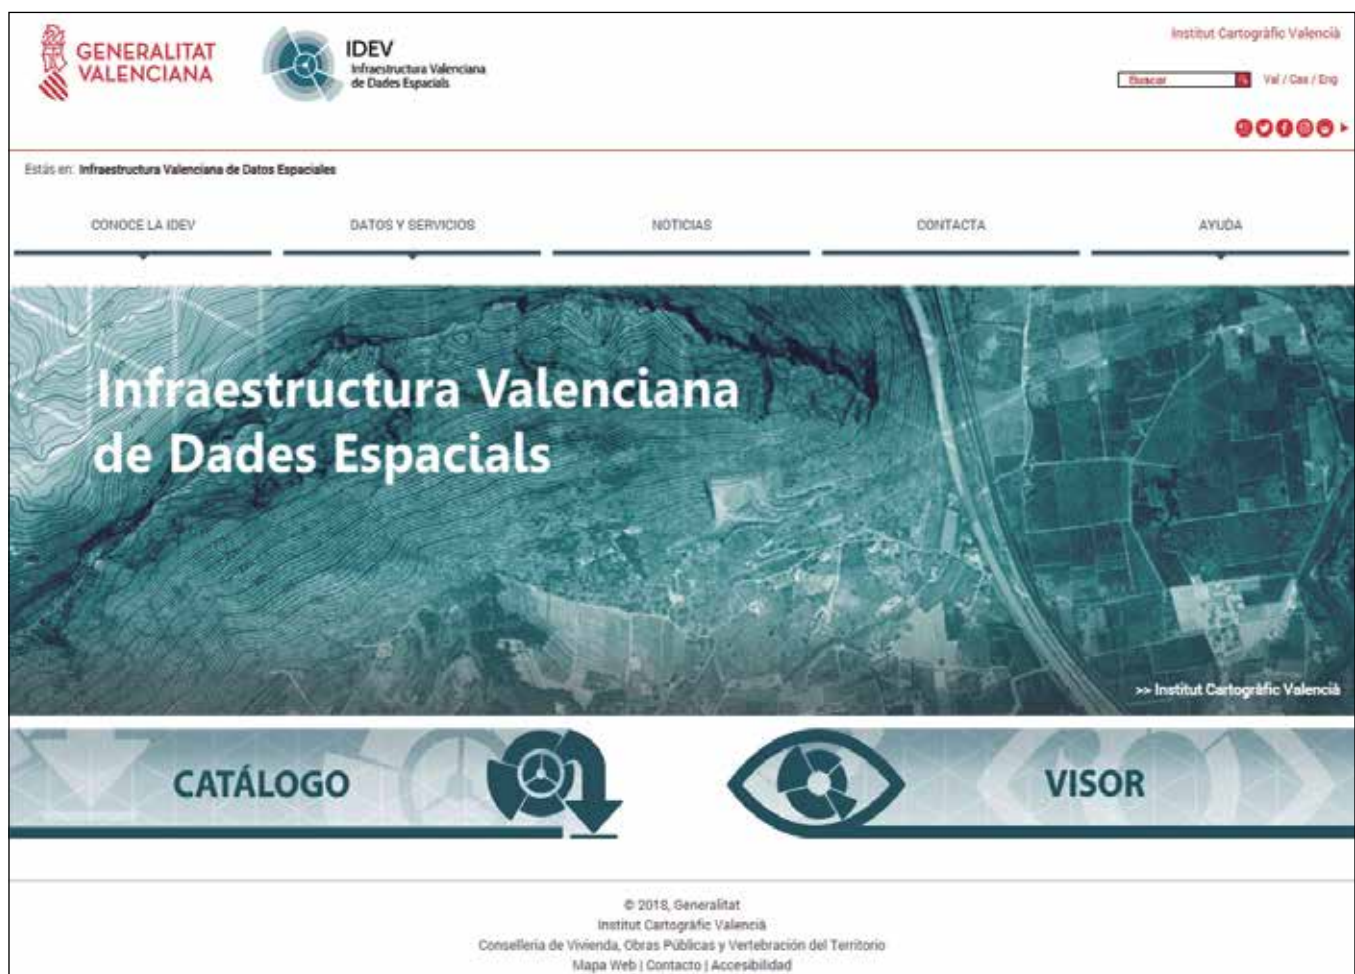 GENERALITAT
VALENCIANA
IDEV
Infraestructura Valenciana
de Dades Espacials
Institut Cartogràfic Valencià
Buscar
Val / Cas / Eng
Estás en: Infraestructura Valenciana de Datos Espaciales
CONOCE LA IDEV
DATOS Y SERVICIOS
NOTICIAS
CONTACTA
AYUDA
Infraestructura Valenciana
de Dades Espacials
>> Institut Cartogràfic Valencià
CATÁLOGO
VISOR
© 2018, Generalitat
Institut Cartogràfic Valencià
Conselleria de Vivienda, Obras Públicas y Vertebración del Territorio
Mapa Web | Contacto | Accesibilidad